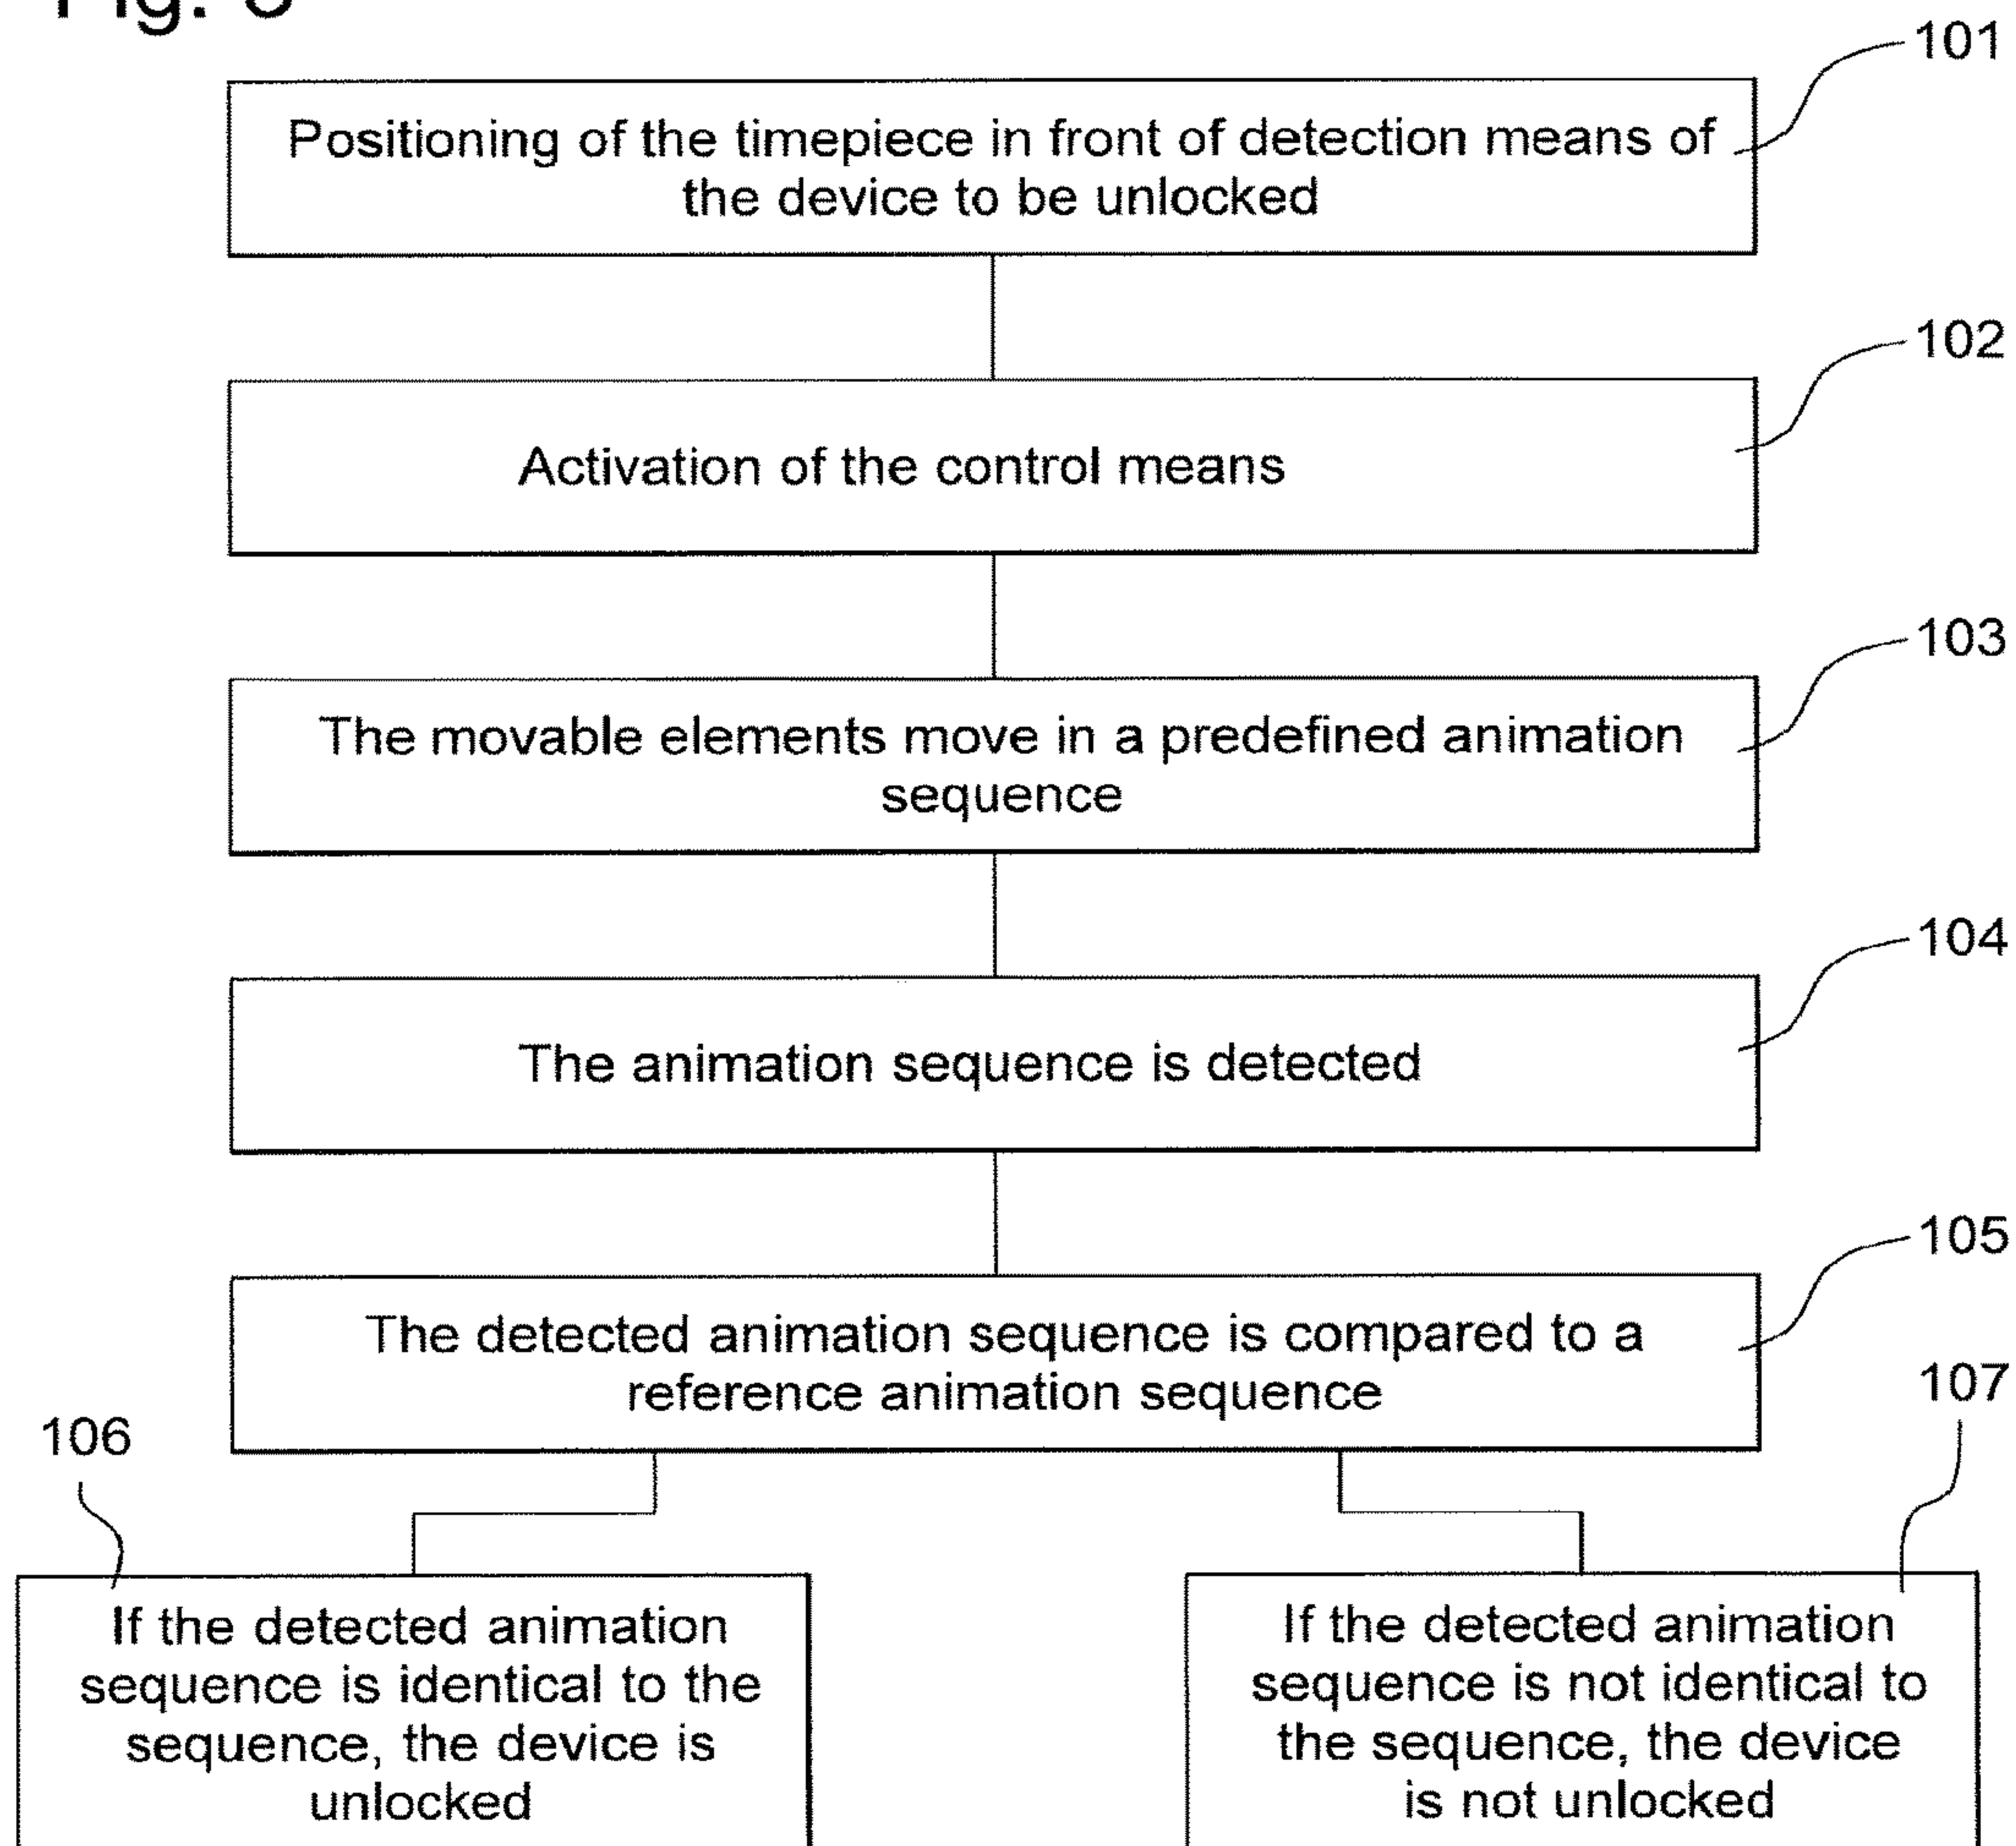 Fig.
101
Positioning of the timepiece in front of detection means of
the device to be unlocked
102
Activation of the control means
103
The movable elements move in a predefined animation
sequence
104
The animation sequence is detected
105
The detected animation sequence is compared to a
reference animation sequence
106
107
If the detected animation
sequence is identical to the
sequence, the device is
unlocked
If the detected animation
sequence is not identical to
the sequence, the device
is not unlocked